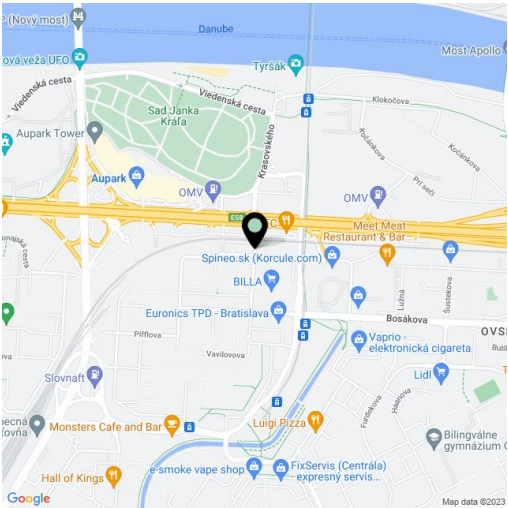 P (Nový most)
Danube
ová veža UFO
Tyršák
Most Apollo
Viedenská cesta
Viedenská cesta
Klokočova
Sad Janka
Kráľa
Aupark Tower
Krasovského
Kočánkova
Kočánkova
Aupark
OMV
Pri seči
OMV
E58
Meet Meat
Restaurant & Bar
unajská cesta
Spineo.sk (Korcule.com)
BILLA
Lužná
Šustekova
Euronics TPD - Bratislava
Bosákova
OVS
Pifflova
Vaprio -
elektronická cigareta
Vavilovova
Lidl
Slovnaft
Furdekova
Haanova
Monsters Cafe and Bar
Luigi Pizza
Bilingválne
gymnázium C
Hall of Kings
e-smoke vape shop
FixServis (Centrála)
expresný servis...
Google
Map data ©2023